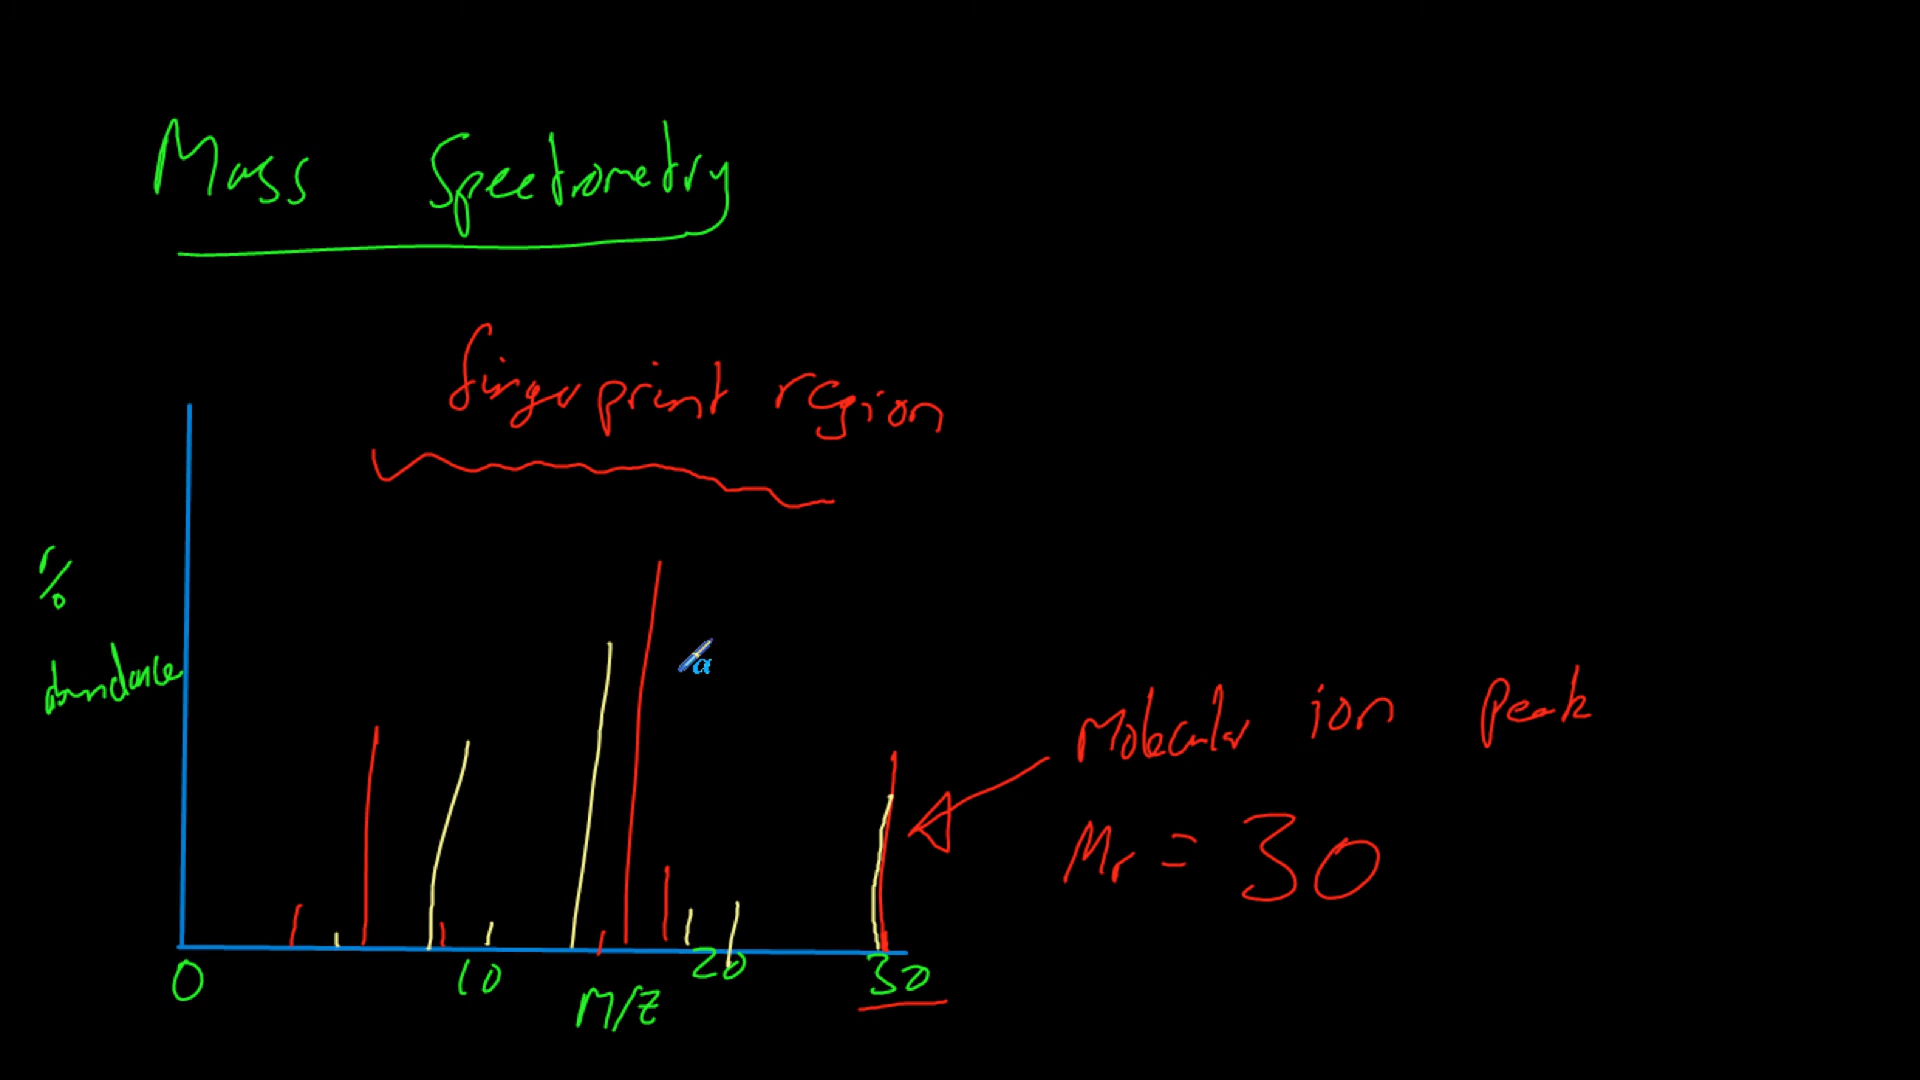 Mass Spectrometry
fingerprint region
%
abundance
Molecular ion peak
Mr = 30
0 10 20 30
M/Z